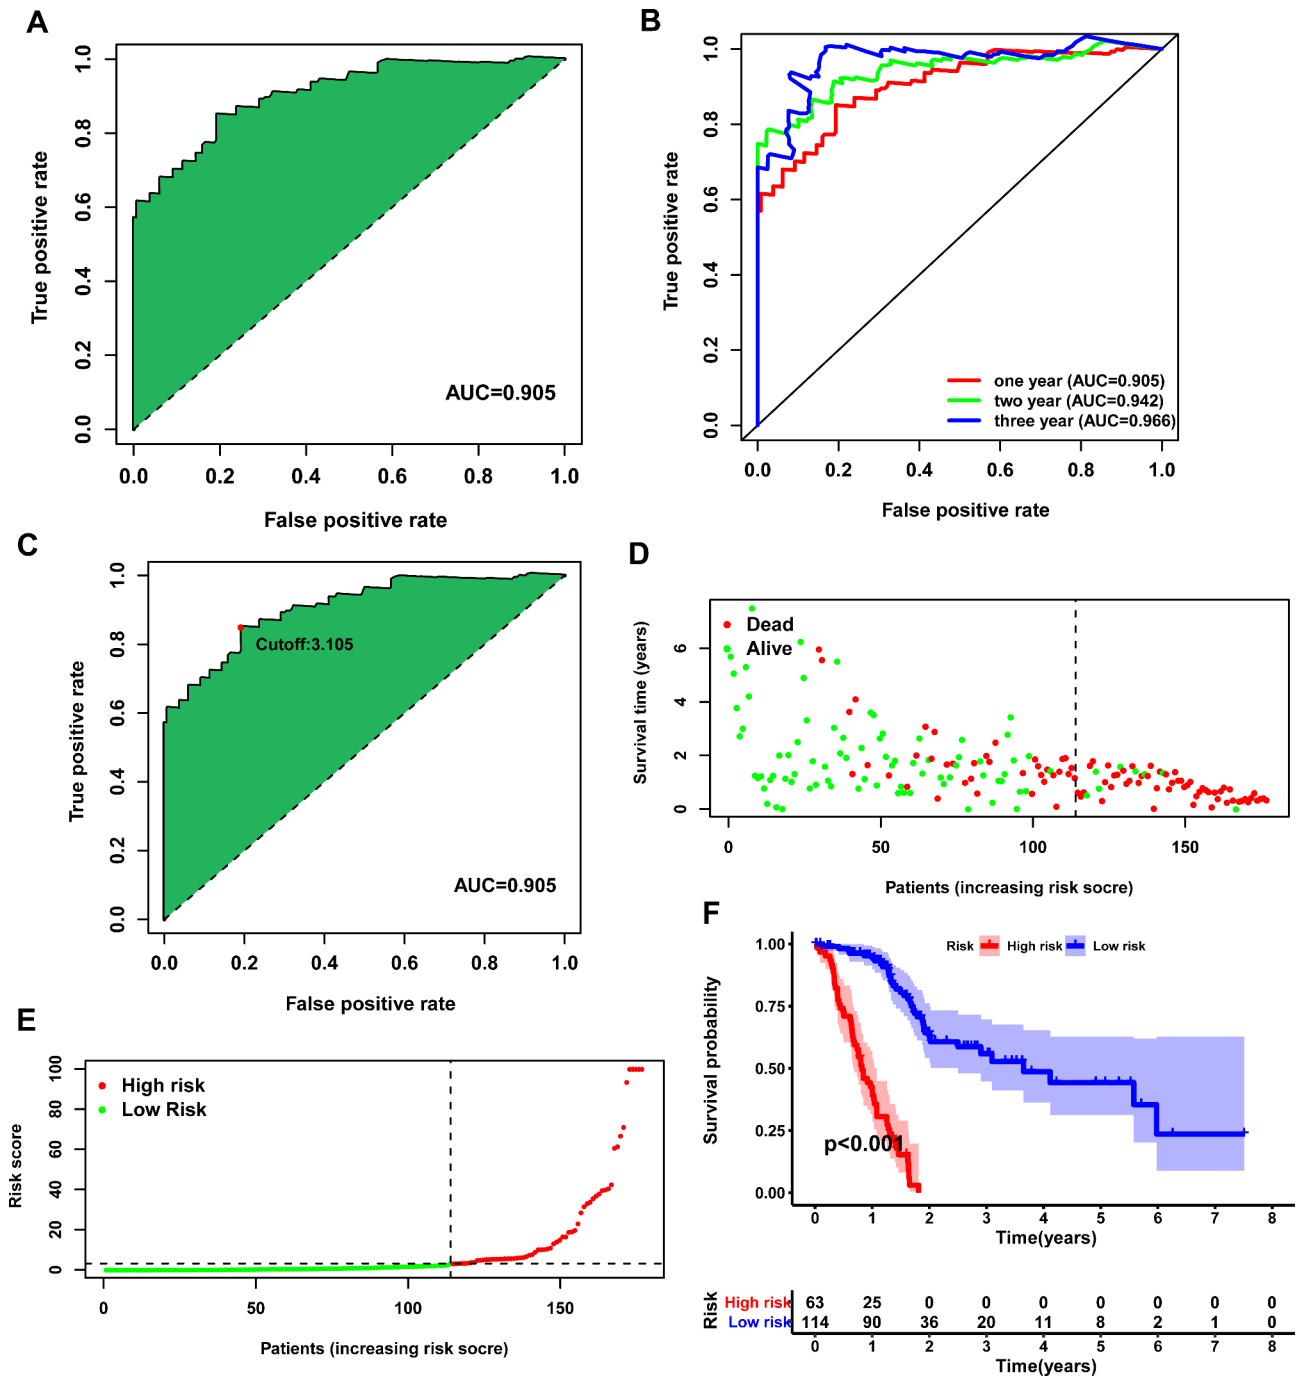 A
True positive rate
0.0 0.2 0.4 0.6 0.8 1.0
AUC=0.905
0.0 0.2 0.4 0.6 0.8 1.0
False positive rate
B
True positive rate
0.0 0.2 0.4 0.6 0.8 1.0
one year (AUC=0.905)
two year (AUC=0.942)
three year (AUC=0.966)
0.0 0.2 0.4 0.6 0.8 1.0
False positive rate
C
True positive rate
0.0 0.2 0.4 0.6 0.8 1.0
Cutoff:3.105
AUC=0.905
0.0 0.2 0.4 0.6 0.8 1.0
False positive rate
D
Survival time (years)
0 2 4 6
Dead
Alive
0 50 100 150
Patients (increasing risk socre)
E
Risk score
0 20 40 60 80 100
High risk
Low Risk
0 50 100 150
Patients (increasing risk socre)
F
Survival probability
1.00
0.75
0.50
0.25
0.00
Risk High risk Low risk
p<0.001
0 1 2 3 4 5 6 7 8
Time(years)
Risk
High risk 63 25 0 0 0 0 0 0 0
Low risk 114 90 36 20 11 8 2 1 0
0 1 2 3 4 5 6 7 8
Time(years)